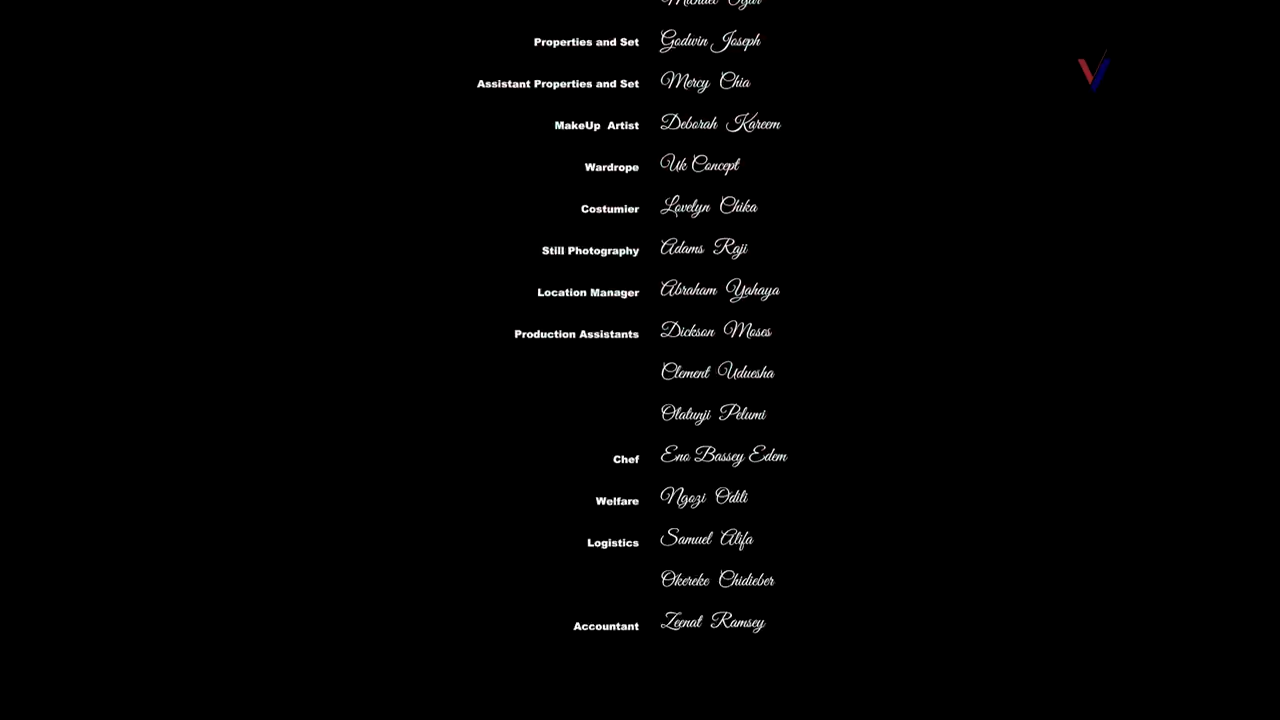 Properties and Set Godwin Joseph
Assistant Properties and Set Mercy Chia
MakeUp Artist Deborah Kareem
Wardrope Uk Concept
Costumier Lovelyn Chika
Still Photography Adams Raji
Location Manager Abraham Yahaya
Production Assistants Dickson Moses
Clement Uduesha
Olatunji Pelumi
Chef Eno Bassey Edem
Welfare Ngozi Odili
Logistics Samuel Alifa
Okereke Chidieber
Accountant Zeenat Ramsey